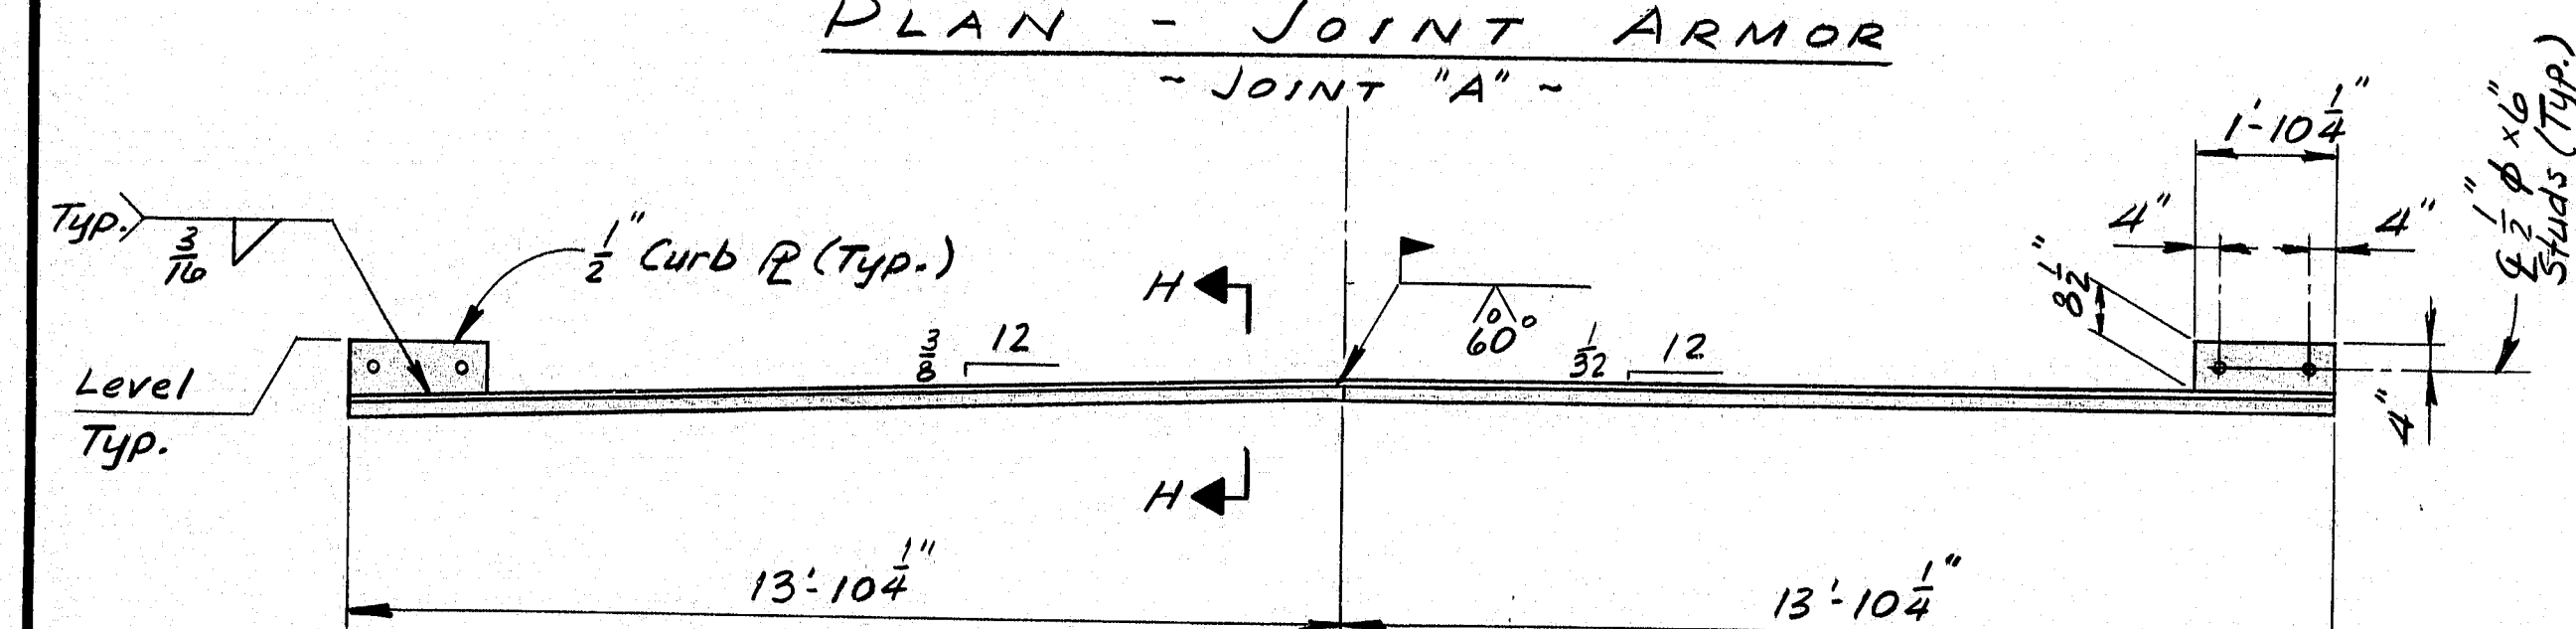 PLAN - JOINT ARMOR
~ JOINT "A" ~
1'-10 1/4"
℄ 1/2" ϕ x 6"
Studs (Typ.)
4"
4"
Typ.
3/16
1/2" Curb ℄ (Typ.)
H
60°
8 1/2"
3/8
12
1/32
12
Level
Typ.
4"
H
13'-10 1/4"
13'-10 1/4"